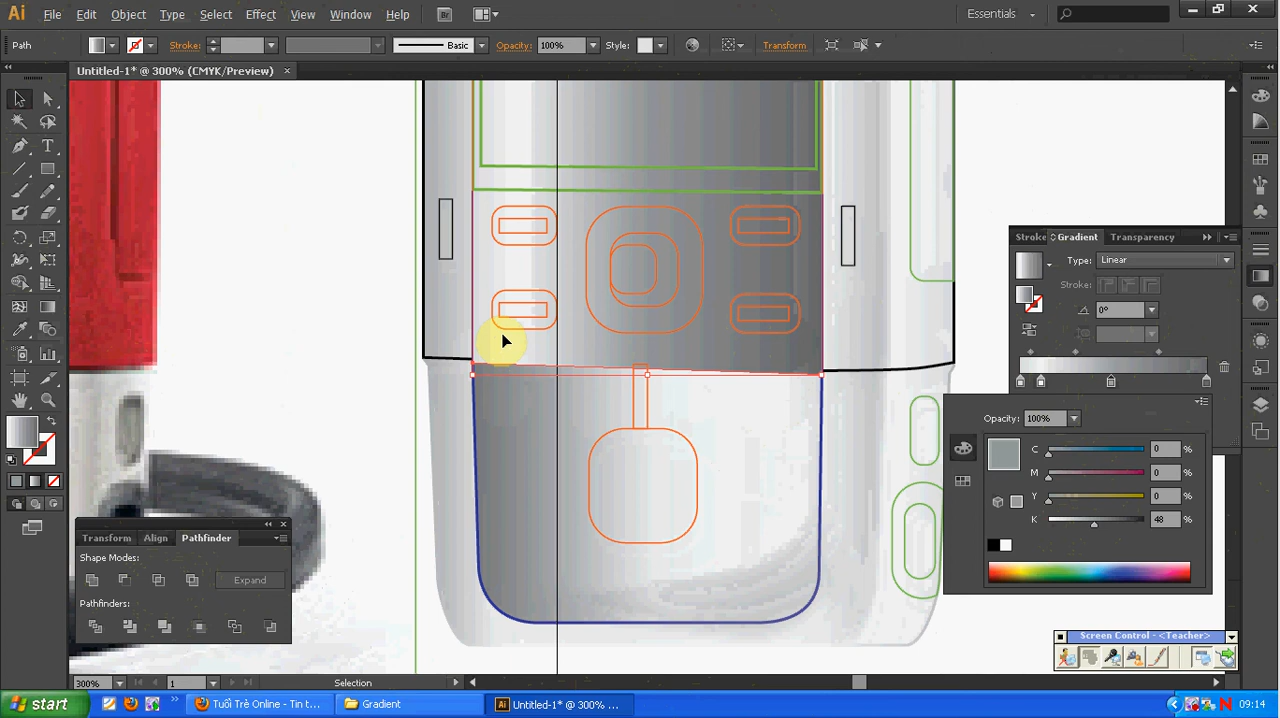 Ai File Edit Object Type Select Effect View Window Help Br Essentials
Path Stroke: Basic Opacity: 100% Style: Transform
Untitled-1* @ 300% (CMYK/Preview) ×
Stroke Gradient Transparency
Type: Linear
Stroke:
0°
Opacity: 100%
C 0 %
M 0 %
Y 0 %
K 48 %
Transform Align Pathfinder
Shape Modes:
Expand
Pathfinders:
Screen Control - <Teacher>
300% 1 Selection
start Tuổi Trẻ Online - Tin t... Gradient Untitled-1* @ 300% ... 09:14